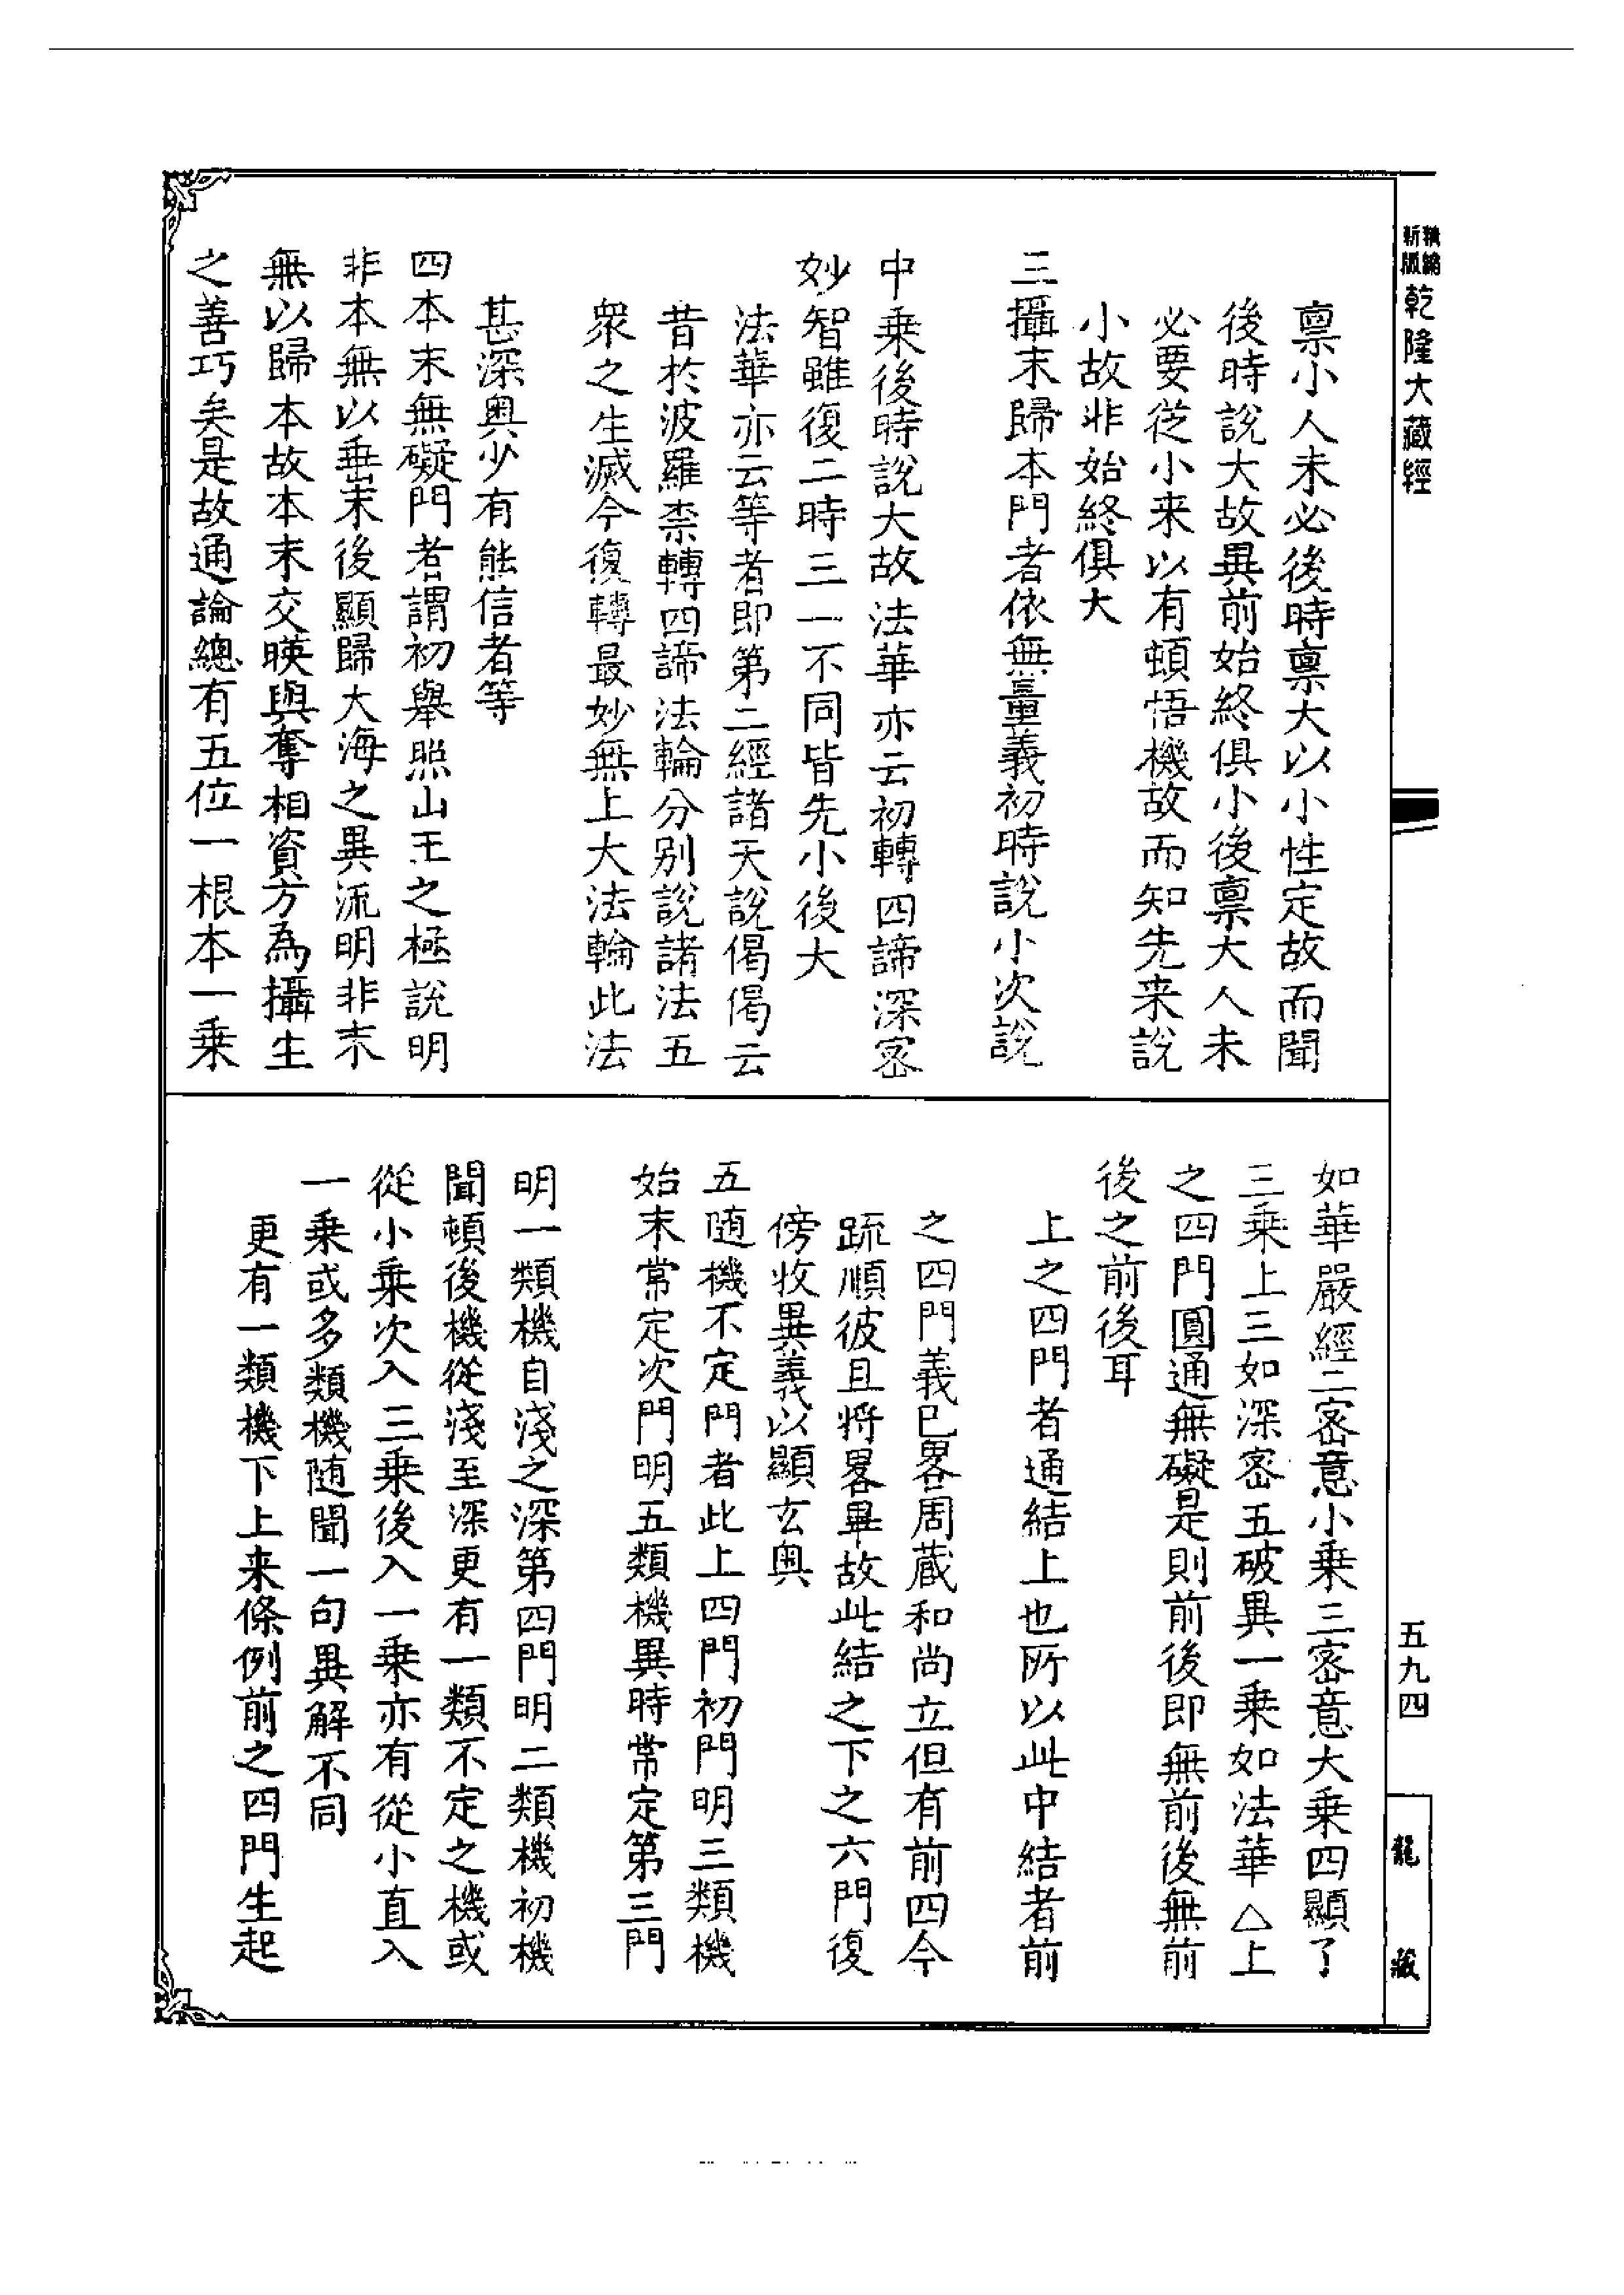 新編
新版
乾隆大藏經
稟小人未必後時稟大以小性定故而聞
後時說大故異前始終俱小後稟大人未
必要從小来以有頓悟機故而知先来說
小故非始終俱大
三攝末歸本門者依無量義初時說小次說
中乗後時說大故法華亦云初轉四諦深密
妙智雖復二時三一不同皆先小後大
法華亦云等者即第二經諸天說偈偈云
昔於波羅柰轉四諦法輪分別說諸法五
衆之生滅今復轉最妙無上大法輪此法
甚深奥少有能信者等
四本末無礙門者謂初舉照山王之極說明
非本無以垂末後顯歸大海之異流明非末
無以歸本故本末交暎與奪相資方為攝生
之善巧矣是故通論總有五位一根本一乗
如華嚴經二密意小乗三密意大乗四顯了
三乗上三如深密五破異一乗如法華△上
之四門圓通無礙是則前後即無前後無前
後之前後耳
上之四門者通結上也所以此中結者前
之四門義已畧周蔵和尚立但有前四今
疏順彼且将畧畢故此結之下之六門復
傍收異義以顯玄奥
五随機不定門者此上四門初門明三類機
始末常定次門明五類機異時常定第三門
明一類機自淺之深第四門明二類機初機
聞頓後機從淺至深更有一類不定之機或
從小乗次入三乗後入一乗亦有從小直入
一乗或多類機随聞一句異解不同
更有一類機下上来條例前之四門生起
五九四
龍藏